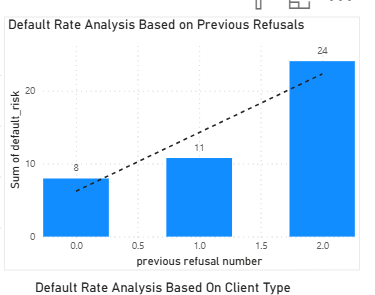 Default Rate Analysis Based on Previous Refusals
24
20
11
10
8
0
0.0 0.5 1.0 1.5 2.0
Sum of default_risk
previous refusal number
Default Rate Analysis Based On Client Type